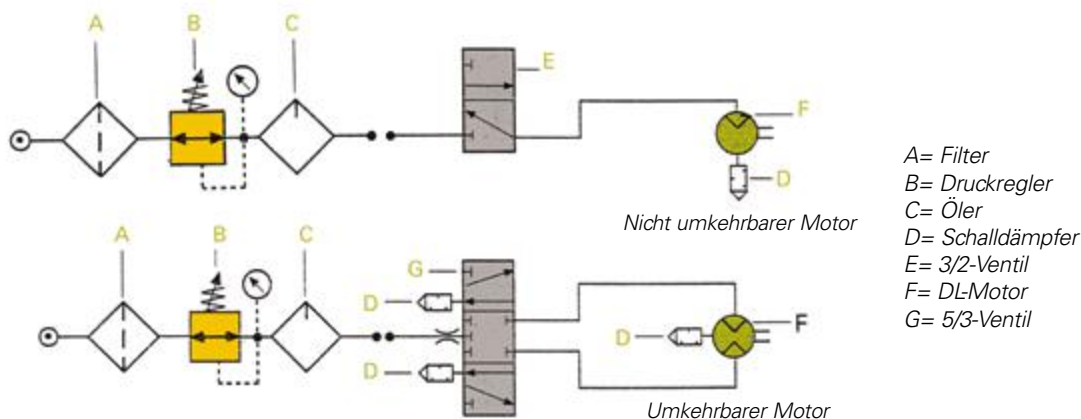 A B C
E
F
D
Nicht umkehrbarer Motor
A B C
G
D
D
D
F
Umkehrbarer Motor
A= Filter
B= Druckregler
C= Öler
D= Schalldämpfer
E= 3/2-Ventil
F= DL-Motor
G= 5/3-Ventil